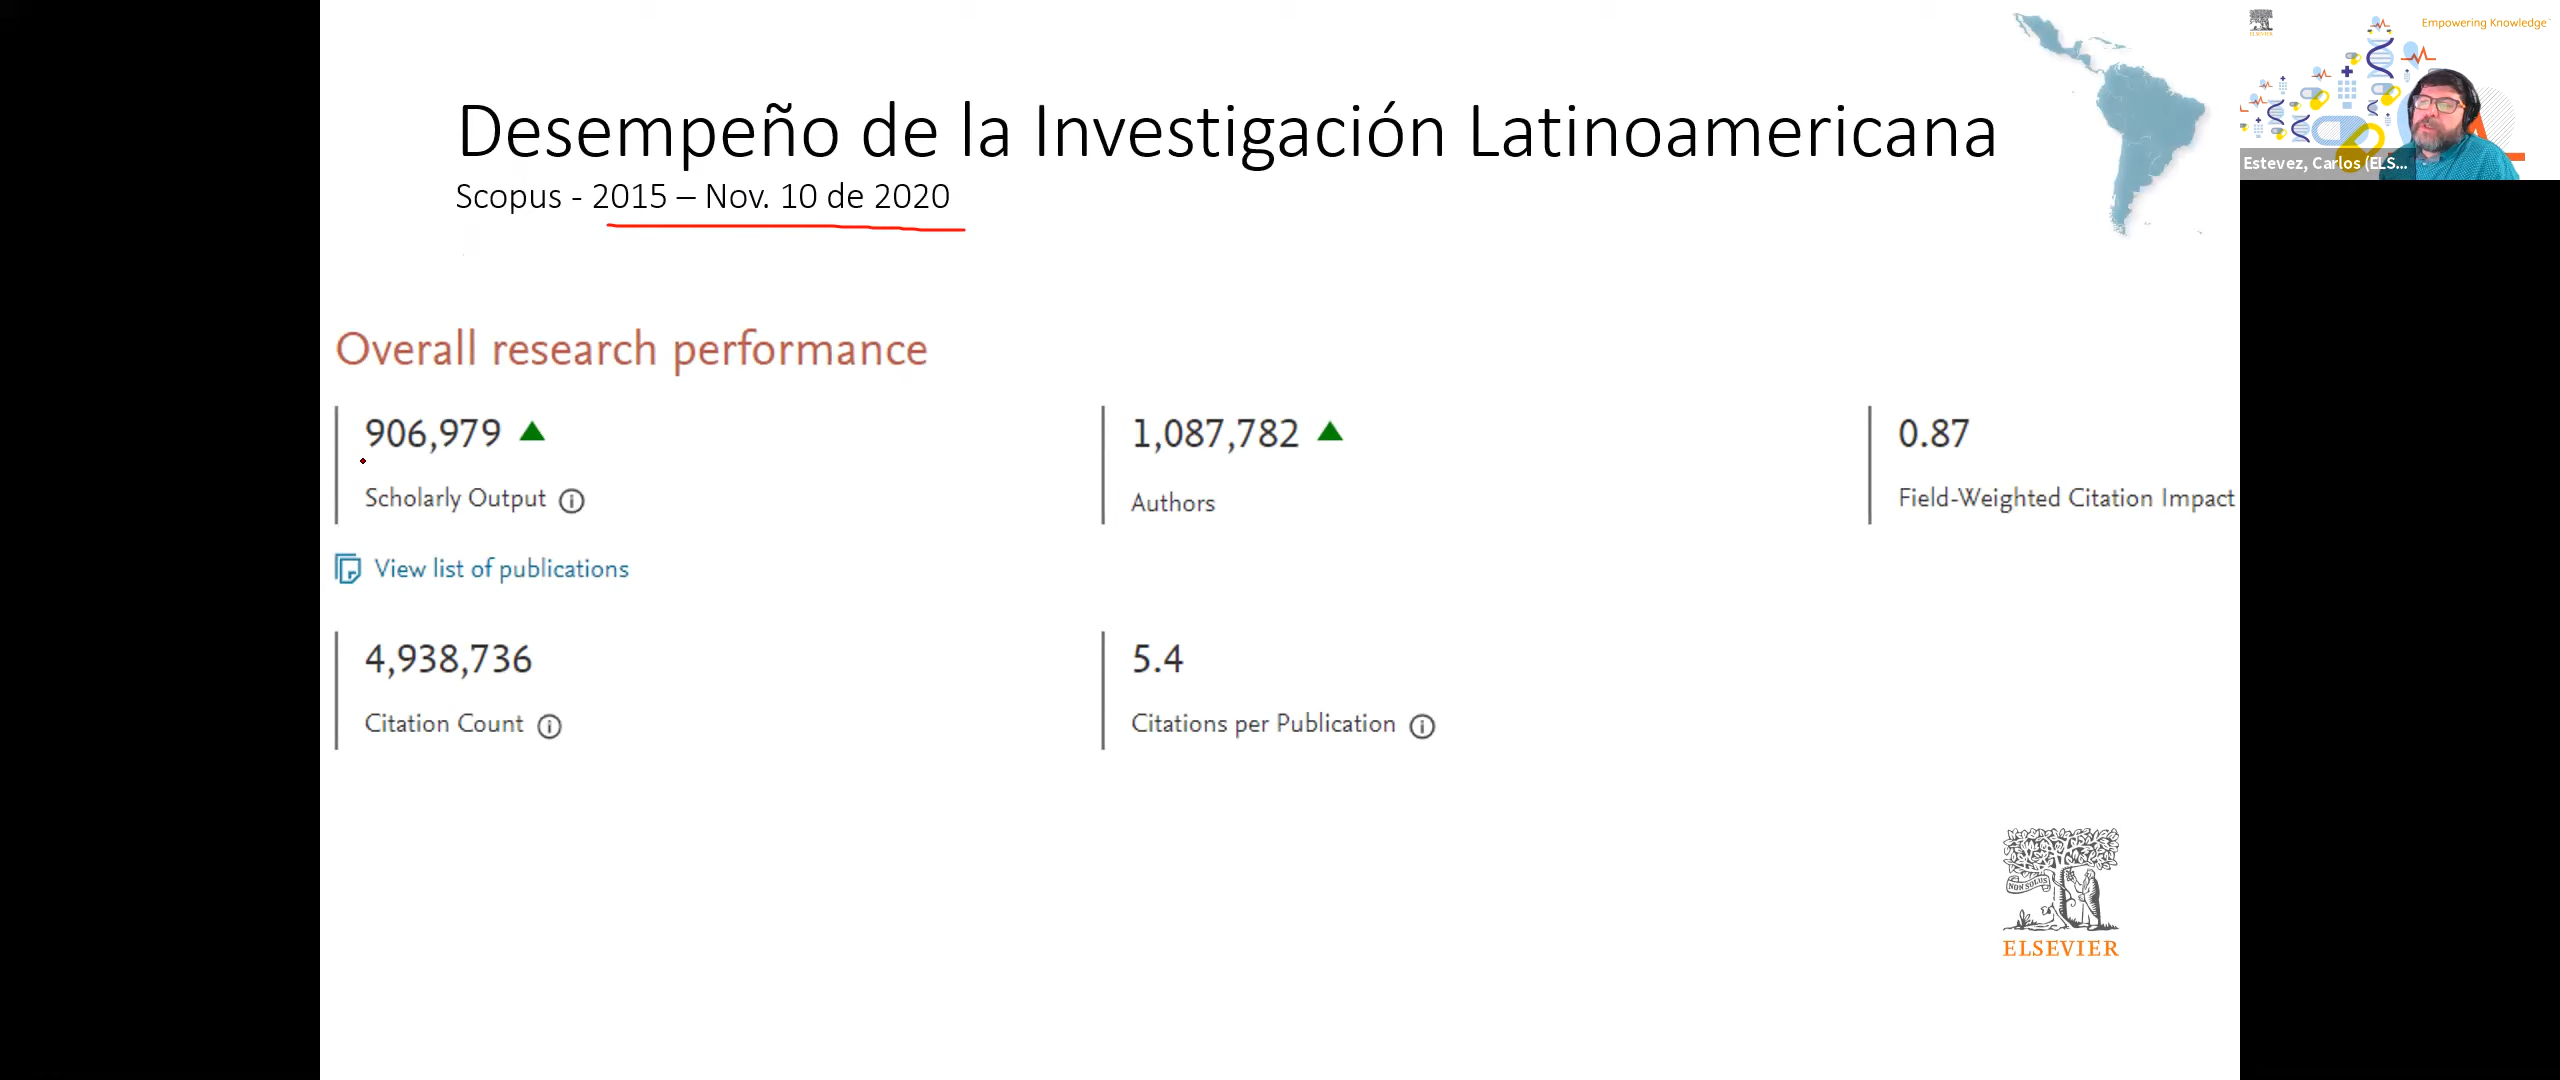 Desempeño de la Investigación Latinoamericana
Scopus - 2015 – Nov. 10 de 2020
Empowering Knowledge
Estevez, Carlos (ELS...
Overall research performance
906,979
Scholarly Output
1,087,782
Authors
0.87
Field-Weighted Citation Impact
View list of publications
4,938,736
Citation Count
5.4
Citations per Publication
NON SOLUS
ELSEVIER